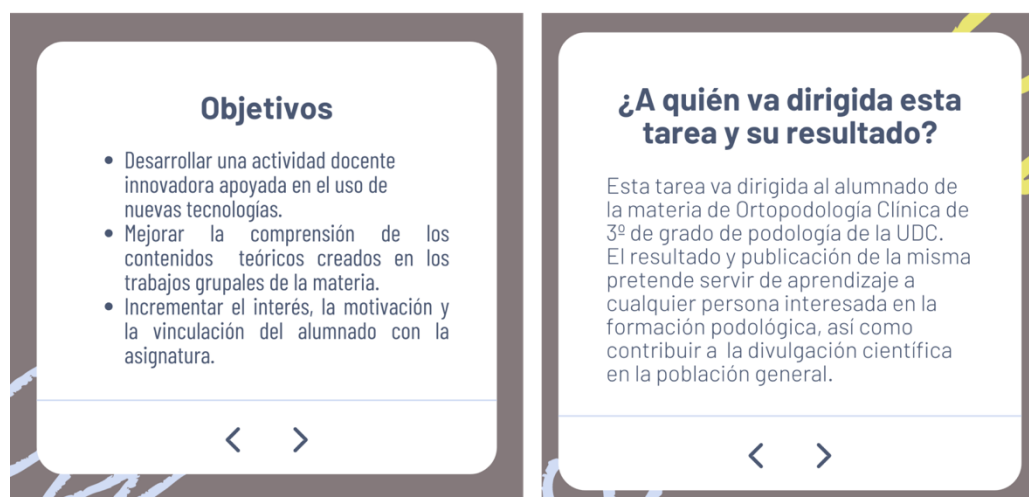 Objetivos
• Desarrollar una actividad docente
innovadora apoyada en el uso de
nuevas tecnologías.
• Mejorar la comprensión de los
contenidos teóricos creados en los
trabajos grupales de la materia.
• Incrementar el interés, la motivación y
la vinculación del alumnado con la
asignatura.
¿A quién va dirigida esta
tarea y su resultado?
Esta tarea va dirigida al alumnado de
la materia de Ortopodología Clínica de
3º de grado de podología de la UDC.
El resultado y publicación de la misma
pretende servir de aprendizaje a
cualquier persona interesada en la
formación podológica, así como
contribuir a la divulgación científica
en la población general.